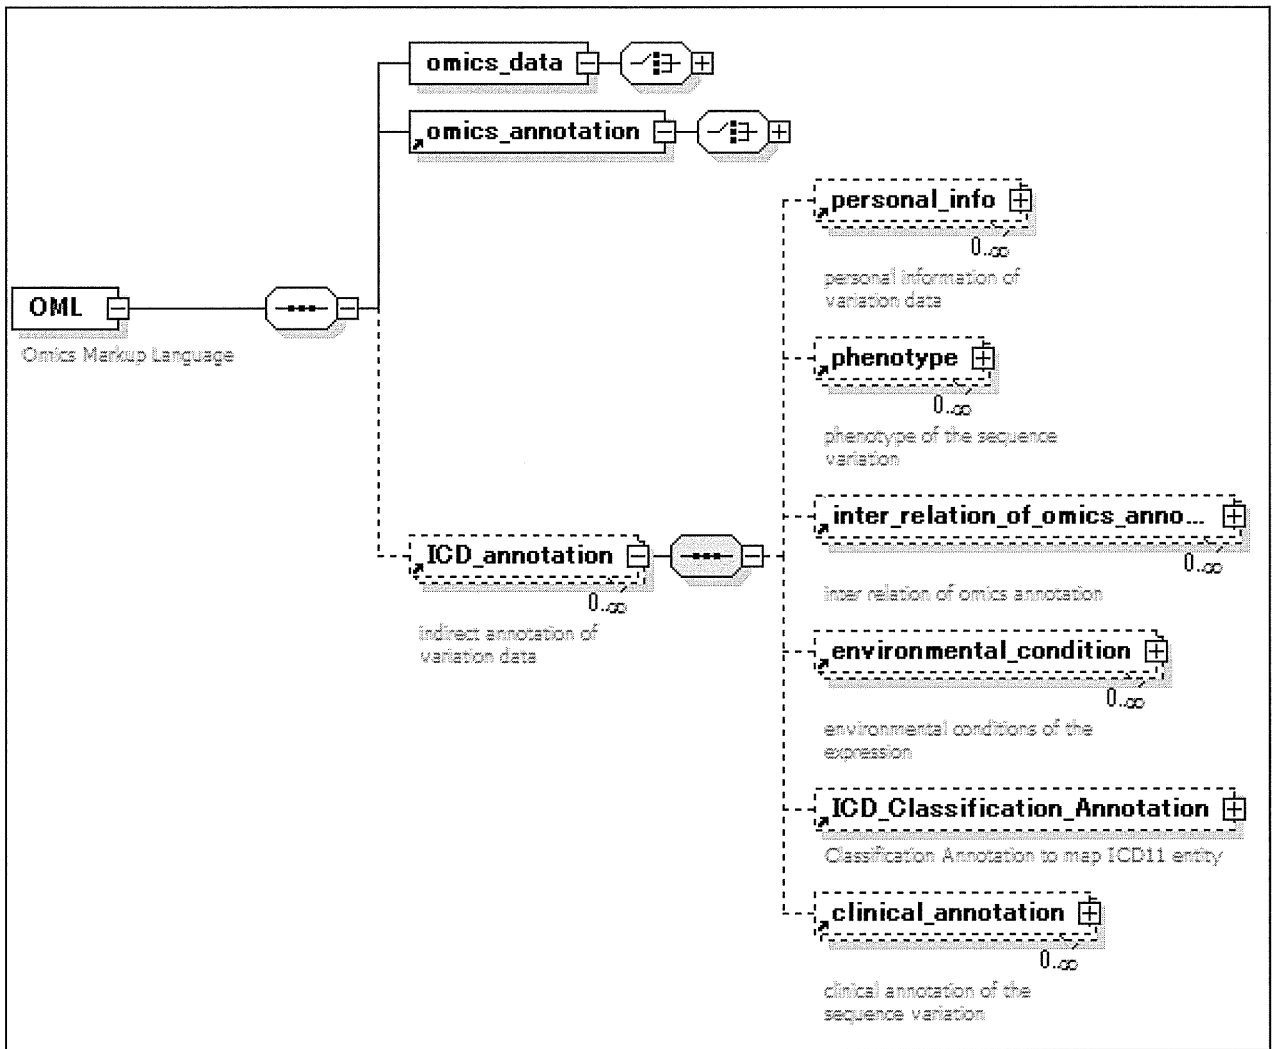 omics_data
omics_annotation
personal_info
0..∞
personal information of
variation data
OML
Omics Markup Language
phenotype
0..∞
phenotype of the sequence
variation
inter_relation_of_omics_anno...
0..∞
inter relation of omics annotation
ICD_annotation
0..∞
indirect annotation of
variation data
environmental_condition
0..∞
environmental conditions of the
expression
ICD_Classification_Annotation
Classification Annotation to map ICD11 entity
clinical_annotation
0..∞
clinical annotation of the
sequence variation